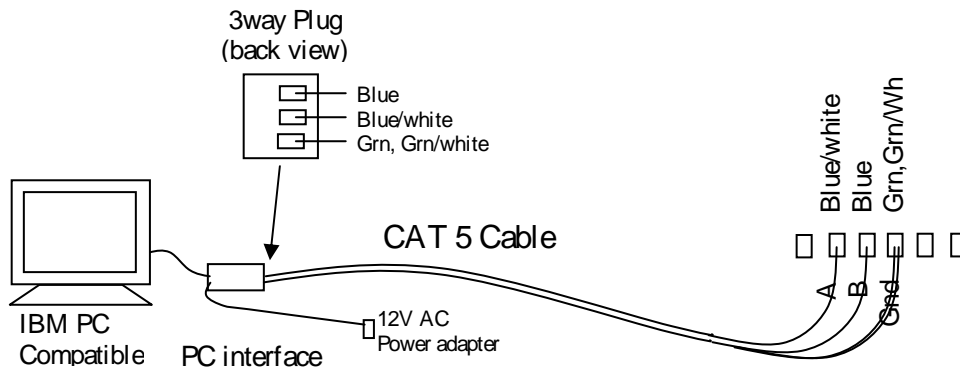 3way Plug
(back view)
Blue
Blue/white
Grn, Grn/white
Blue/white
Blue
Grn,Grn/Wh
CAT 5 Cable
A
B
Gnd
12V AC
Power adapter
IBM PC
Compatible
PC interface